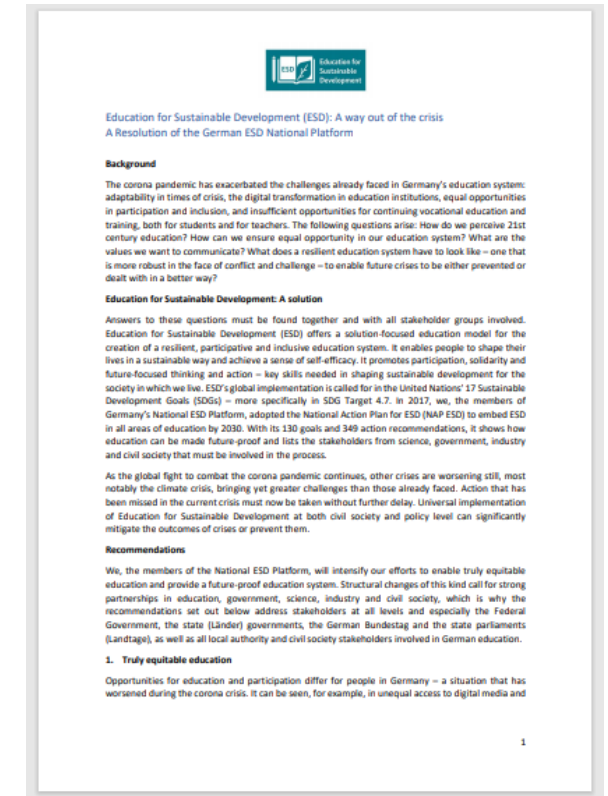 ESD
Education for
Sustainable
Development
Education for Sustainable Development (ESD): A way out of the crisis
A Resolution of the German ESD National Platform
Background
The corona pandemic has exacerbated the challenges already faced in Germany's education system:
adaptability in times of crisis, the digital transformation in education institutions, equal opportunities
in participation and inclusion, and insufficient opportunities for continuing vocational education and
training, both for students and for teachers. The following questions arise: How do we perceive 21st
century education? How can we ensure equal opportunity in our education system? What are the
values we want to communicate? What does a resilient education system have to look like – one that
is more robust in the face of conflict and challenge – to enable future crises to be either prevented or
dealt with in a better way?
Education for Sustainable Development: A solution
Answers to these questions must be found together and with all stakeholder groups involved.
Education for Sustainable Development (ESD) offers a solution-focused education model for the
creation of a resilient, participative and inclusive education system. It enables people to shape their
lives in a sustainable way and achieve a sense of self-efficacy. It promotes participation, solidarity and
future-focused thinking and action – key skills needed in shaping sustainable development for the
society in which we live. ESD's global implementation is called for in the United Nations' 17 Sustainable
Development Goals (SDGs) – more specifically in SDG Target 4.7. In 2017, we, the members of
Germany's National ESD Platform, adopted the National Action Plan for ESD (NAP ESD) to embed ESD
in all areas of education by 2030. With its 130 goals and 349 action recommendations, it shows how
education can be made future-proof and lists the stakeholders from science, government, industry
and civil society that must be involved in the process.
As the global fight to combat the corona pandemic continues, other crises are worsening still, most
notably the climate crisis, bringing yet greater challenges than those already faced. Action that has
been missed in the current crisis must now be taken without further delay. Universal implementation
of Education for Sustainable Development at both civil society and policy level can significantly
mitigate the outcomes of crises or prevent them.
Recommendations
We, the members of the National ESD Platform, will intensify our efforts to enable truly equitable
education and provide a future-proof education system. Structural changes of this kind call for strong
partnerships in education, government, science, industry and civil society, which is why the
recommendations set out below address stakeholders at all levels and especially the Federal
Government, the state (Länder) governments, the German Bundestag and the state parliaments
(Landtage), as well as all local authority and civil society stakeholders involved in German education.
1. Truly equitable education
Opportunities for education and participation differ for people in Germany – a situation that has
worsened during the corona crisis. It can be seen, for example, in unequal access to digital media and
1